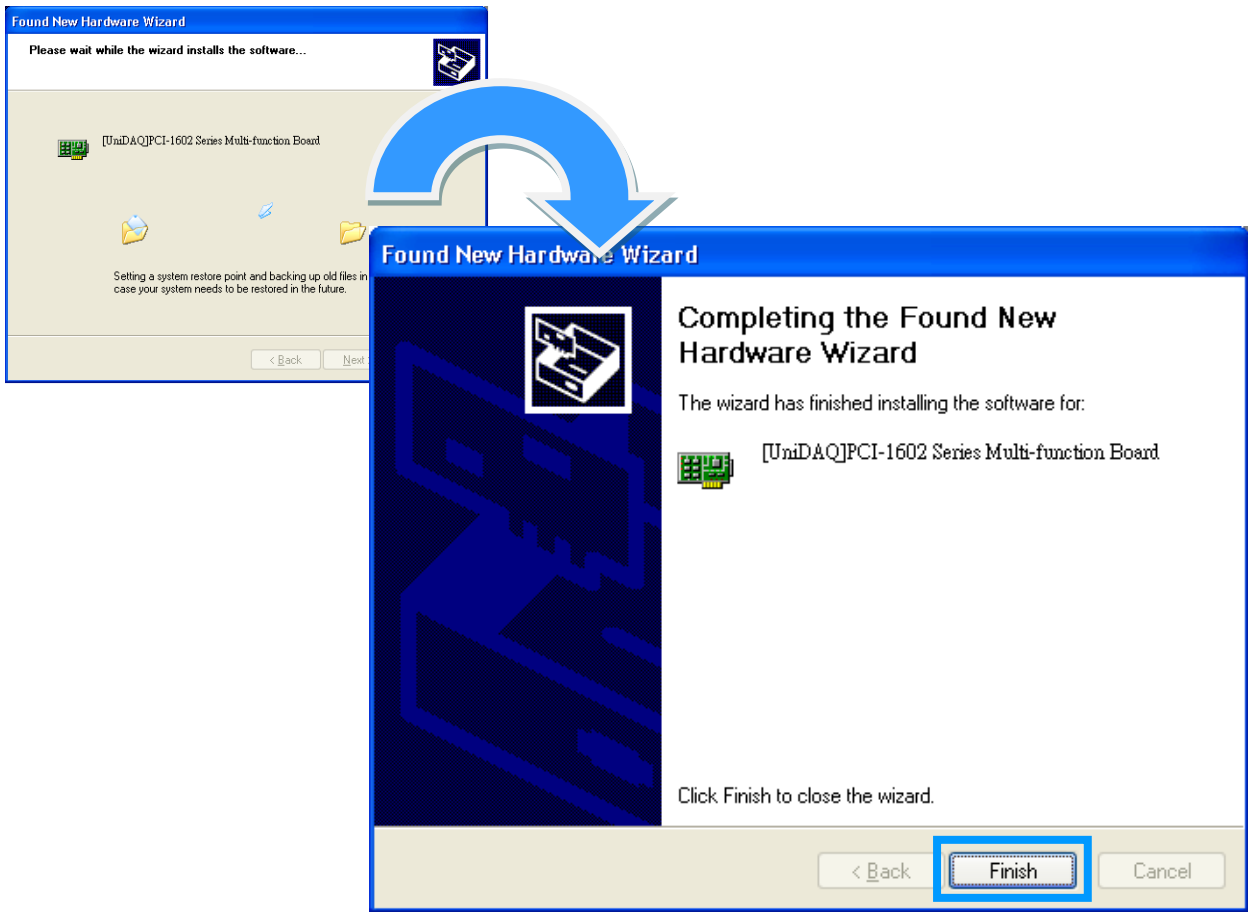 Found New Hardware Wizard
Please wait while the wizard installs the software...
[UniDAQ]PCI-1602 Series Multi-function Board
Setting a system restore point and backing up old files in
case your system needs to be restored in the future.
< Back
Next
Found New Hardware Wizard
Completing the Found New
Hardware Wizard
The wizard has finished installing the software for:
[UniDAQ]PCI-1602 Series Multi-function Board
Click Finish to close the wizard.
< Back
Finish
Cancel